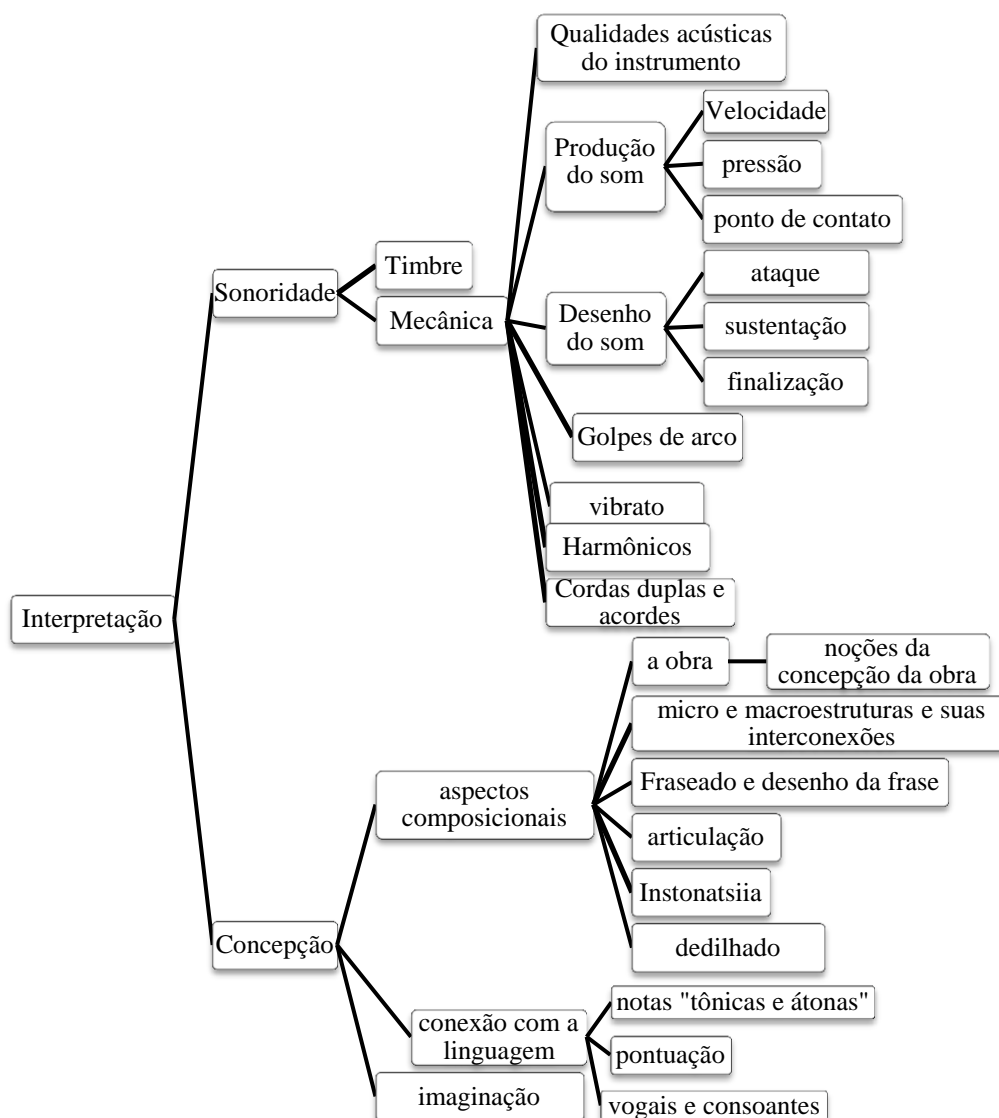 Qualidades acústicas
do instrumento
Velocidade
Produção
do som
pressão
ponto de contato
Timbre
ataque
Sonoridade
Mecânica
Desenho
do som
sustentação
finalização
Golpes de arco
vibrato
Harmônicos
Cordas duplas e
acordes
Interpretação
a obra
noções da
concepção da obra
micro e macroestruturas e suas
interconexões
aspectos
composicionais
Fraseado e desenho da frase
articulação
Instonatsiia
Concepção
dedilhado
notas "tônicas e átonas"
conexão com a
linguagem
pontuação
imaginação
vogais e consoantes